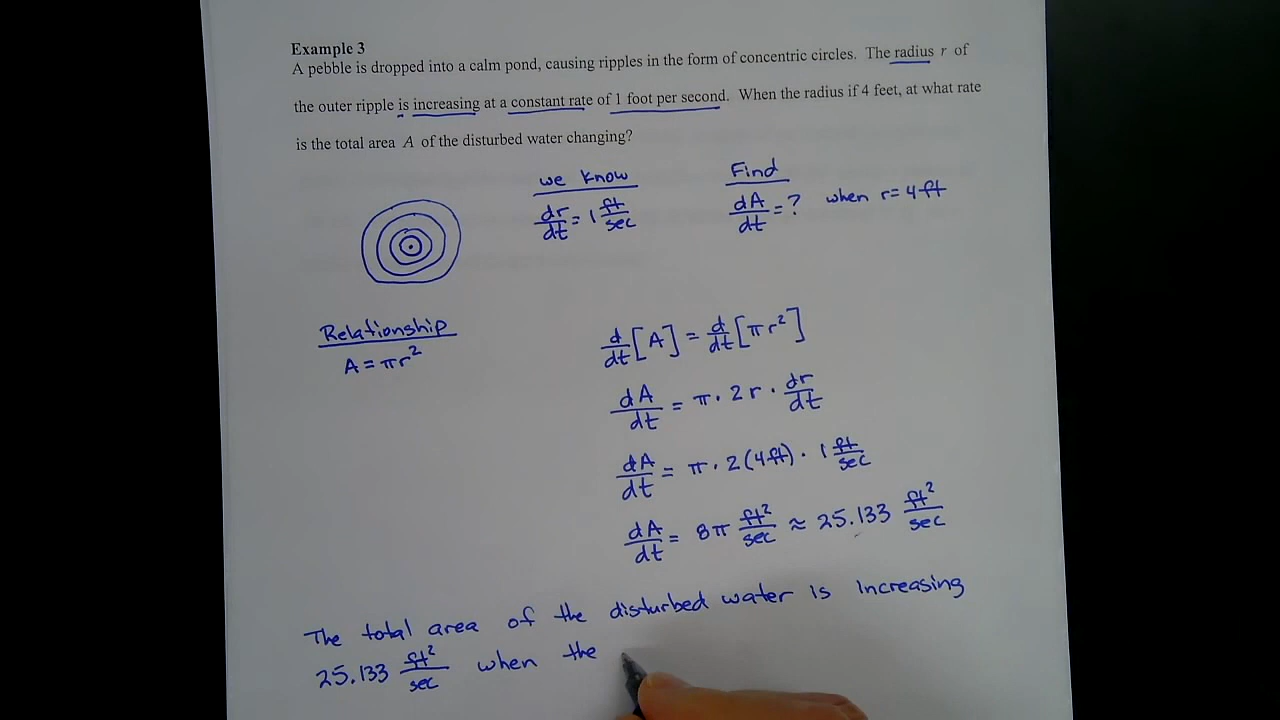 Example 3
A pebble is dropped into a calm pond, causing ripples in the form of concentric circles. The radius r of
the outer ripple is increasing at a constant rate of 1 foot per second. When the radius if 4 feet, at what rate
is the total area A of the disturbed water changing?
we know
dr/dt = 1 ft/sec
Find
dA/dt = ? when r = 4 ft
Relationship
A = πr²
d/dt [A] = d/dt [πr²]
dA/dt = π · 2r · dr/dt
dA/dt = π · 2(4ft) · 1 ft/sec
dA/dt = 8π ft²/sec ≈ 25.133 ft²/sec
The total area of the disturbed water is increasing
25.133 ft²/sec when the